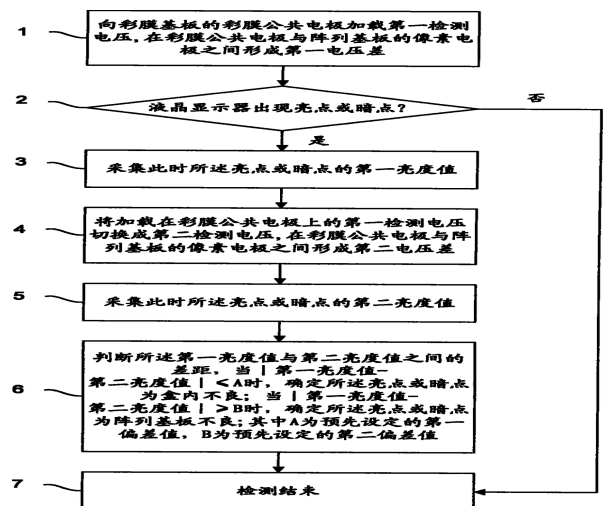 1
向彩膜基板的彩膜公共电极加载第一检测
电压,在彩膜公共电极与阵列基板的像素电
极之间形成第一电压差
2
液晶显示器出现亮点或暗点?
否
是
3
采集此时所述亮点或暗点的第一亮度值
4
将加载在彩膜公共电极上的第一检测电压
切换成第二检测电压,在彩膜公共电极与阵
列基板的像素电极之间形成第二电压差
5
采集此时所述亮点或暗点的第二亮度值
6
判断所述第一亮度值与第二亮度值之间的
差距，当|第一亮度值-
第二亮度值|<A时，确定所述亮点或暗点
为盒内不良；当|第一亮度值-
第二亮度值|>B时，确定所述亮点或暗点
为阵列基板不良;其中A为预先设定的第一
偏差值，B为预先设定的第二偏差值
7
检测结束